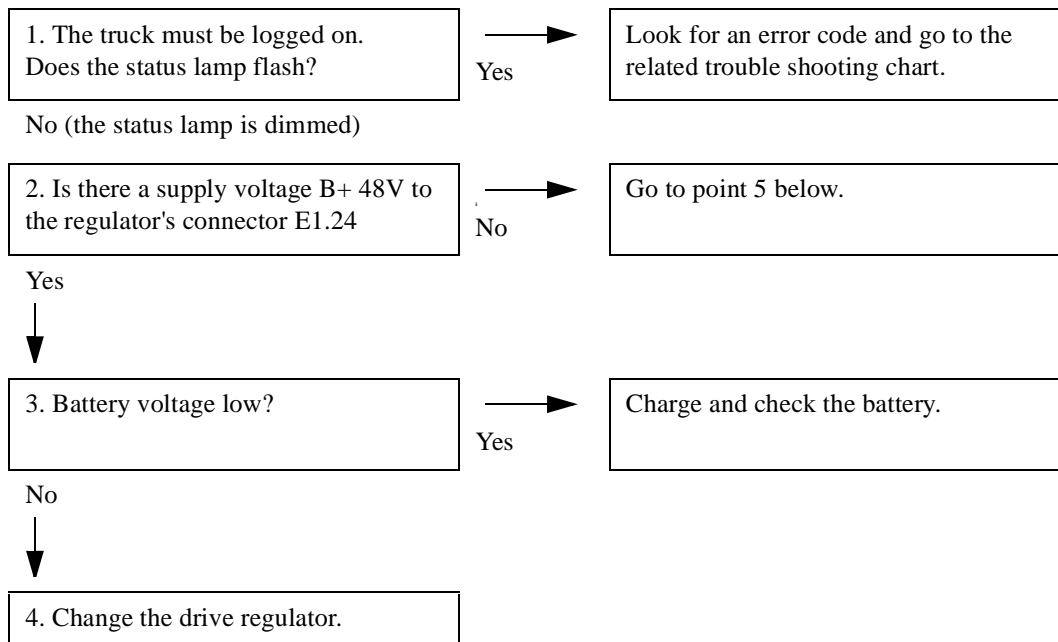 1. The truck must be logged on.
Does the status lamp flash?
Yes
Look for an error code and go to the
related trouble shooting chart.
No (the status lamp is dimmed)
2. Is there a supply voltage B+ 48V to
the regulator's connector E1.24
No
Go to point 5 below.
Yes
3. Battery voltage low?
Yes
Charge and check the battery.
No
4. Change the drive regulator.